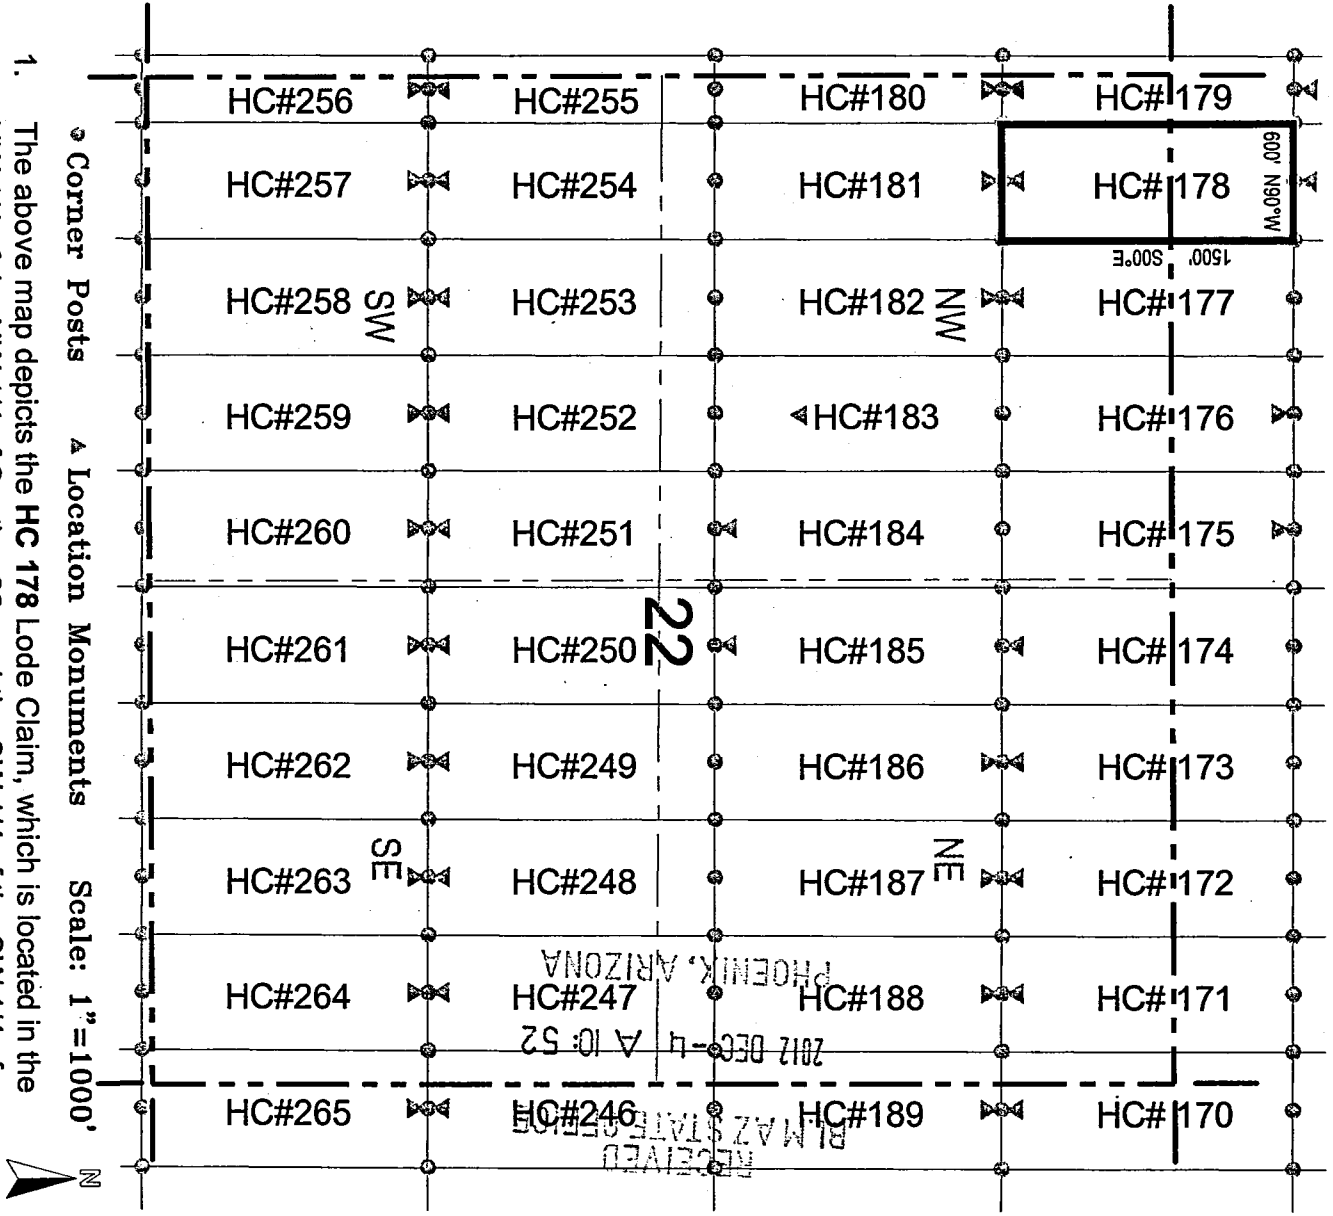 HC#256 HC#255 HC#180 HC#179
HC#257 HC#254 HC#181 HC#178
600' N90°W
1500' S00°E
HC#258 HC#253 HC#182 HC#177
SW
NW
HC#259 HC#252 HC#183 HC#176
HC#260 HC#251 HC#184 HC#175
22
HC#261 HC#250 HC#185 HC#174
HC#262 HC#249 HC#186 HC#173
SE
NE
HC#263 HC#248 HC#187 HC#172
HC#264 HC#247 HC#188 HC#171
HC#265 HC#246 HC#189 HC#170
RECEIVED
BLM AZ STATE OFFICE
2012 DEC -4 A 10: 52
PHOENIX, ARIZONA
Corner Posts Location Monuments Scale: 1"=1000'
N
1. The above map depicts the HC 178 Lode Claim, which is located in the